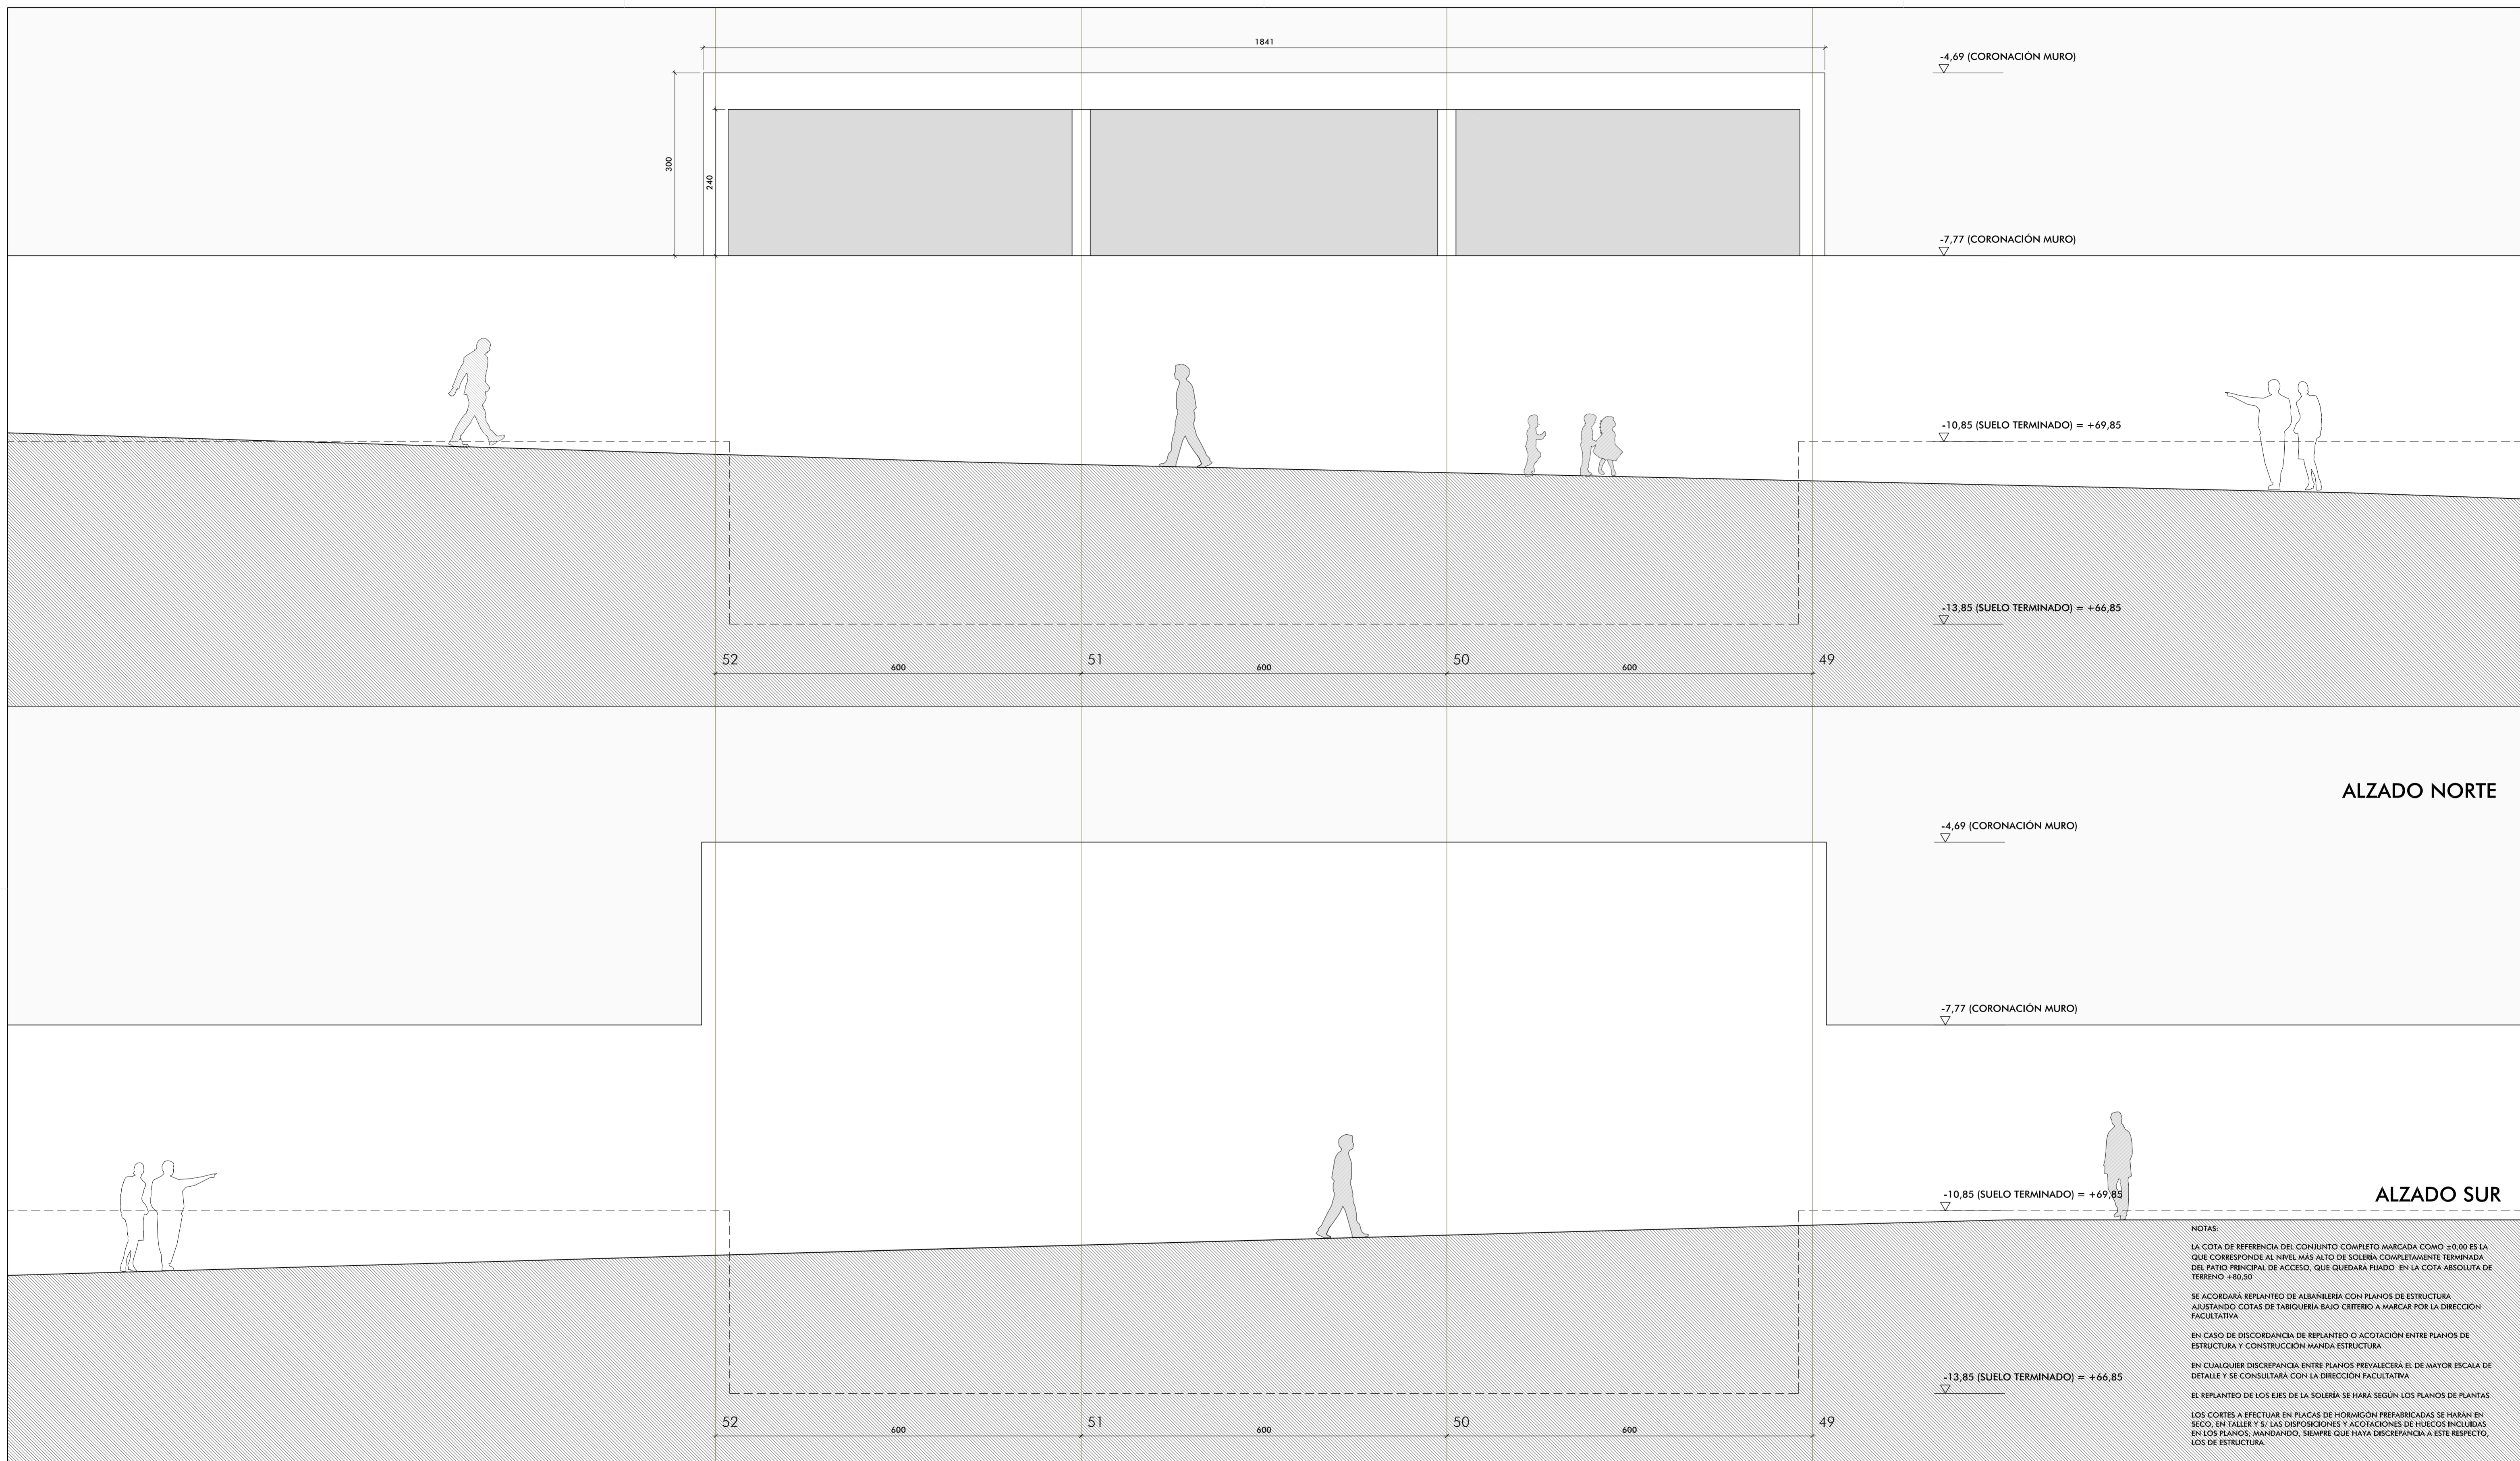 1841
-4,69 (CORONACIÓN MURO)
300
240
-7,77 (CORONACIÓN MURO)
-10,85 (SUELO TERMINADO) = +69,85
-13,85 (SUELO TERMINADO) = +66,85
52
600
51
600
50
600
49
ALZADO NORTE
-4,69 (CORONACIÓN MURO)
-7,77 (CORONACIÓN MURO)
-10,85 (SUELO TERMINADO) = +69,85
ALZADO SUR
NOTAS:
LA COTA DE REFERENCIA DEL CONJUNTO COMPLETO MARCADA COMO ±0,00 ES LA
QUE CORRESPONDE AL NIVEL MÁS ALTO DE SOLERÍA COMPLETAMENTE TERMINADA
DEL PATIO PRINCIPAL DE ACCESO, QUE QUEDARÁ FIJADO EN LA COTA ABSOLUTA DE
TERRENO +80,50
SE ACORDARÁ REPLANTEO DE ALBAÑILERÍA CON PLANOS DE ESTRUCTURA
AJUSTANDO COTAS DE TABIQUERÍA BAJO CRITERIO A MARCAR POR LA DIRECCIÓN
FACULTATIVA
EN CASO DE DISCORDANCIA DE REPLANTEO O ACOTACIÓN ENTRE PLANOS DE
ESTRUCTURA Y CONSTRUCCIÓN MANDA ESTRUCTURA
EN CUALQUIER DISCREPANCIA ENTRE PLANOS PREVALECERÁ EL DE MAYOR ESCALA DE
DETALLE Y SE CONSULTARÁ CON LA DIRECCIÓN FACULTATIVA
EL REPLANTEO DE LOS EJES DE LA SOLERÍA SE HARÁ SEGÚN LOS PLANOS DE PLANTAS
LOS CORTES A EFECTUAR EN PLACAS DE HORMIGÓN PREFABRICADAS SE HARÁN EN
SECO, EN TALLER Y S/ LAS DISPOSICIONES Y ACOTACIONES DE HUECOS INCLUIDAS
EN LOS PLANOS; MANDANDO, SIEMPRE QUE HAYA DISCREPANCIA A ESTE RESPECTO,
LOS DE ESTRUCTURA.
-13,85 (SUELO TERMINADO) = +66,85
52
600
51
600
50
600
49